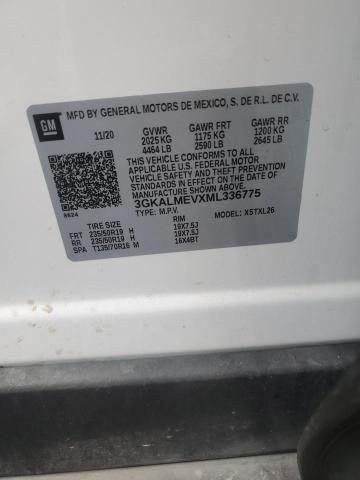 GM
MFD BY GENERAL MOTORS DE MEXICO, S. DE R.L. DE C.V.
11/20 GVWR GAWR FRT GAWR RR
2025 KG 1175 KG 1200 KG
4464 LB 2590 LB 2645 LB
THIS VEHICLE CONFORMS TO ALL
APPLICABLE U.S. FEDERAL MOTOR
VEHICLE SAFETY, BUMPER, AND
THEFT PREVENTION STANDARDS IN
EFFECT ON THE DATE OF
MANUFACTURE SHOWN ABOVE.
3GKALMEVXML336775
8624 TYPE: M.P.V. MODEL: XSTXL26
TIRE SIZE RIM
FRT 235/50R19 H 19X7.5J
RR 235/50R19 H 19X7.5J
SPA T135/70R16 M 16X4BT